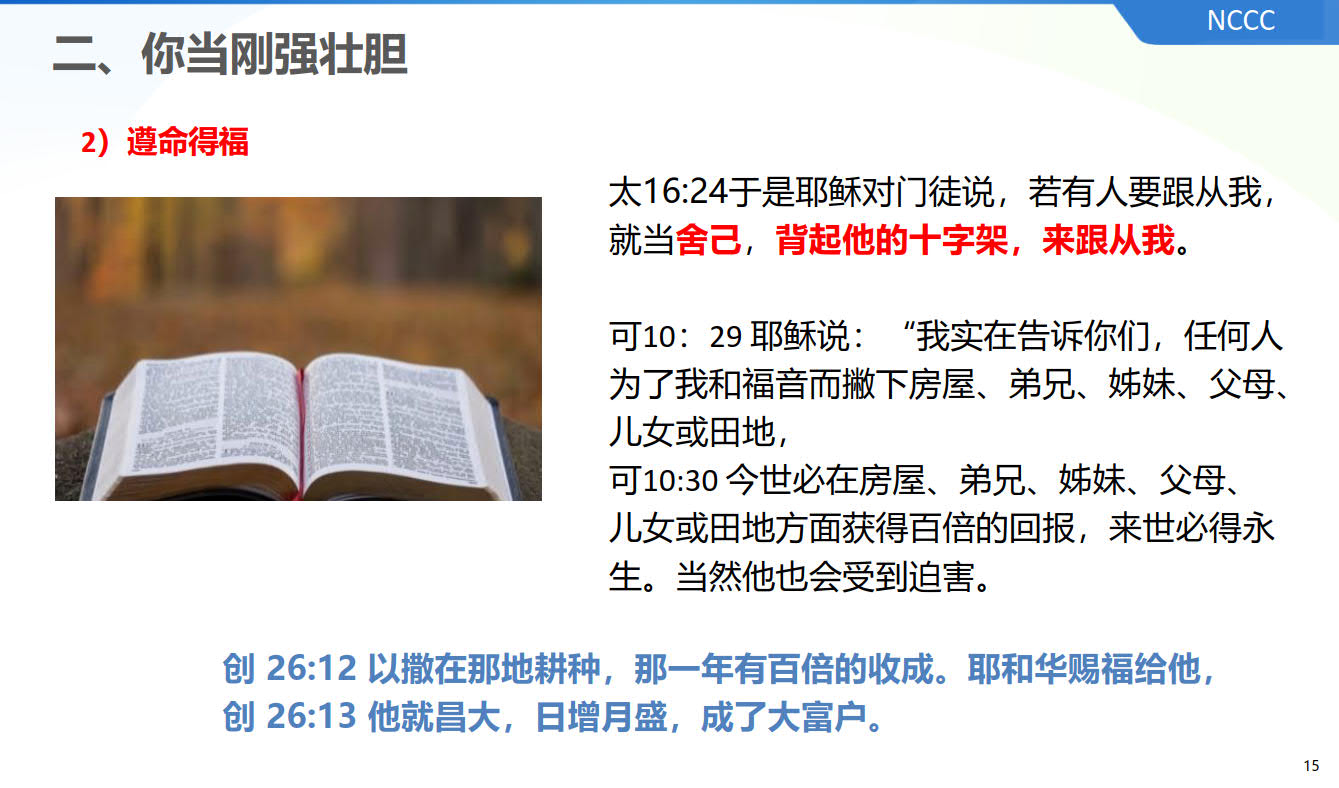 NCCC
二、你当刚强壮胆
2）遵命得福
太16:24于是耶稣对门徒说，若有人要跟从我，
就当舍己，背起他的十字架，来跟从我。
可10：29 耶稣说：“我实在告诉你们，任何人
为了我和福音而撇下房屋、弟兄、姊妹、父母、
儿女或田地，
可10:30 今世必在房屋、弟兄、姊妹、父母、
儿女或田地方面获得百倍的回报，来世必得永
生。当然他也会受到迫害。
创 26:12 以撒在那地耕种，那一年有百倍的收成。耶和华赐福给他，
创 26:13 他就昌大，日增月盛，成了大富户。
15